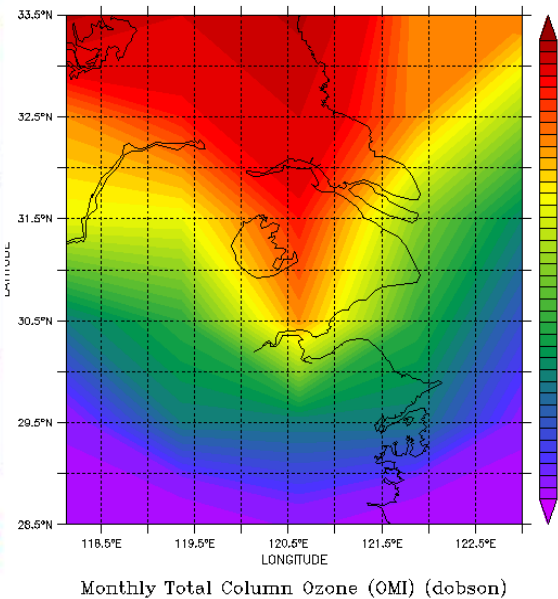 33.5°N
32.5°N
31.5°N
30.5°N
29.5°N
28.5°N
118.5°E 119.5°E 120.5°E 121.5°E 122.5°E
LONGITUDE
Monthly Total Column Ozone (OMI) (dobson)